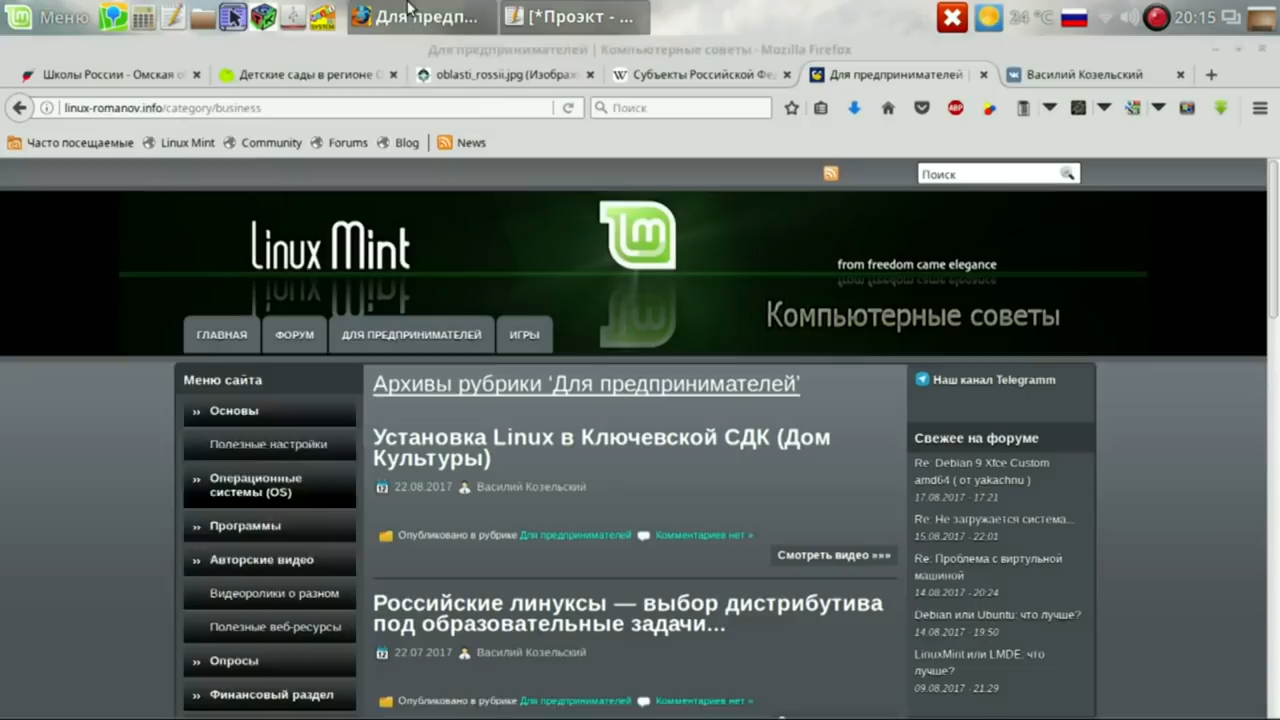 Меню
Для предп...
[*Проэкт - ...
24 °C
20:15
Для предпринимателей | Компьютерные советы - Mozilla Firefox
Школы России - Омская о
Детские сады в регионе О
oblasti_rossii.jpg (Изображ
Субъекты Российской Фе
Для предпринимателей |
Василий Козельский
linux-romanov.info/category/business
Поиск
ABP
Часто посещаемые
Linux Mint
Community
Forums
Blog
News
Поиск
Linux Mint
from freedom came elegance
Компьютерные советы
ГЛАВНАЯ
ФОРУМ
ДЛЯ ПРЕДПРИНИМАТЕЛЕЙ
ИГРЫ
Меню сайта
›› Основы
Полезные настройки
›› Операционные
системы (OS)
›› Программы
›› Авторские видео
Видеоролики о разном
Полезные веб-ресурсы
›› Опросы
›› Финансовый раздел
Архивы рубрики ‘Для предпринимателей’
Установка Linux в Ключевской СДК (Дом
Культуры)
22.08.2017 Василий Козельский
Опубликовано в рубрике Для предпринимателей Комментариев нет »
Смотреть видео »»»
Российские линуксы — выбор дистрибутива
под образовательные задачи...
22.07.2017 Василий Козельский
Опубликовано в рубрике Для предпринимателей Комментариев нет »
Наш канал Telegramm
Свежее на форуме
Re: Debian 9 Xfce Custom
amd64 ( от yakachnu )
17.08.2017 - 17:21
Re: Не загружается система...
15.08.2017 - 22:01
Re: Проблема с виртульной
машиной
14.08.2017 - 20:24
Debian или Ubuntu: что лучше?
14.08.2017 - 19:50
LinuxMint или LMDE: что
лучше?
09.08.2017 - 21:29